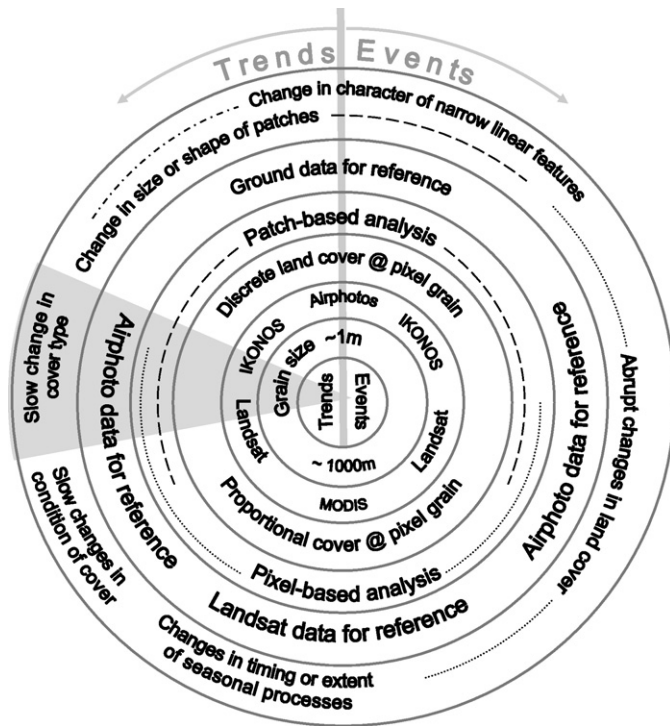 Trends Events
Change in character of narrow linear features
Change in size or shape of patches
Ground data for reference
Patch-based analysis
Discrete land cover @ pixel grain
Airphotos
IKONOS
IKONOS
Grain size ~1m
Trends
Events
Slow change in
cover type
Airphoto data for reference
Airphoto data for reference
Abrupt changes in land cover
Landsat
Landsat
~ 1000m
MODIS
Proportional cover @ pixel grain
Pixel-based analysis
Landsat data for reference
Slow changes in
condition of cover
Changes in timing or extent
of seasonal processes